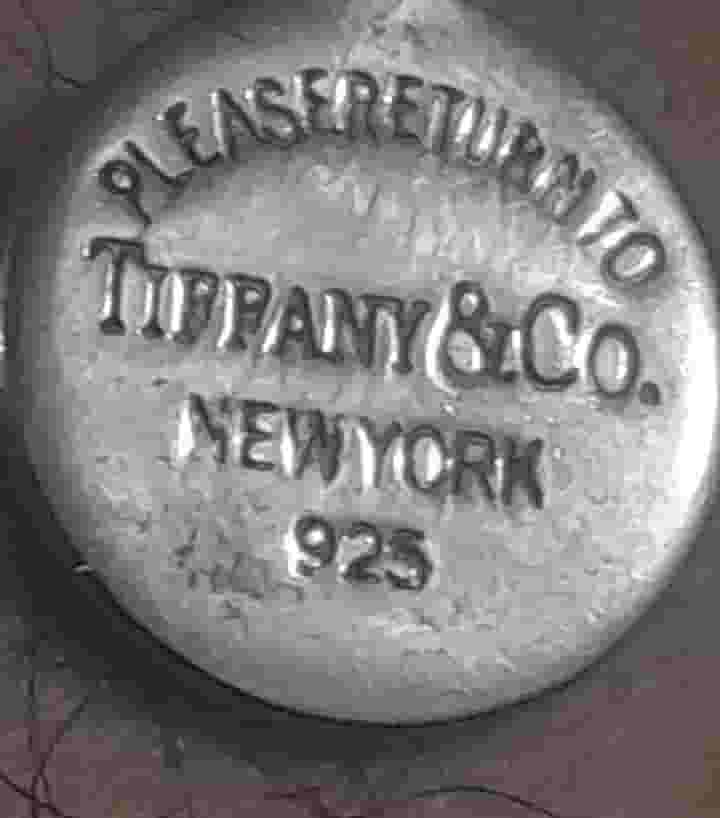 PLEASE RETURN TO
TIFFANY & CO.
NEW YORK
925